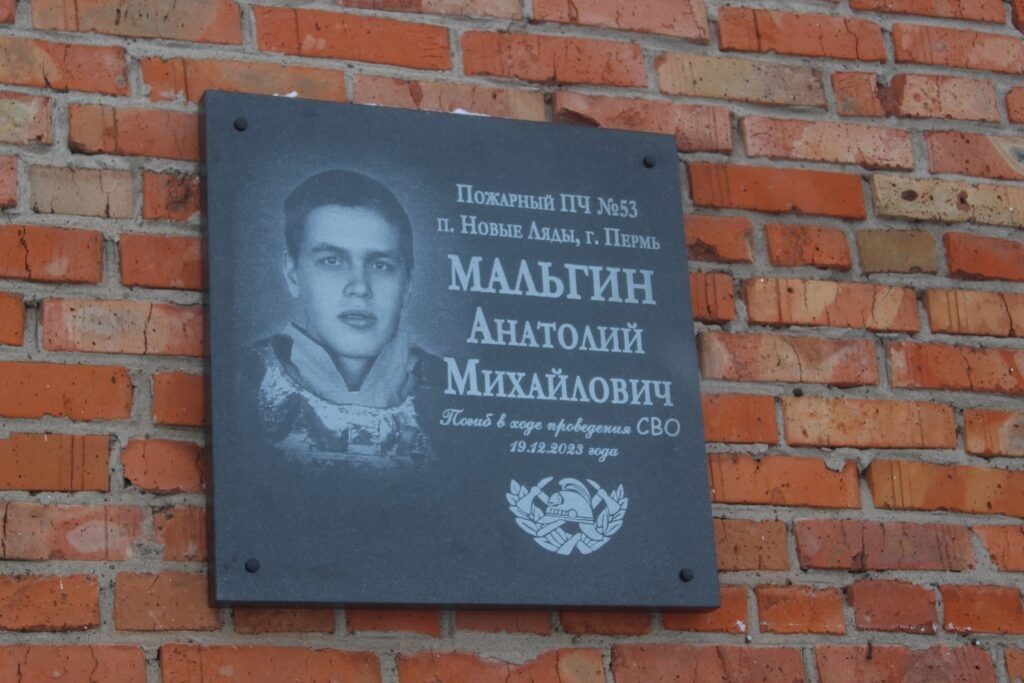 Пожарный ПЧ №53
п. Новые Ляды, г. Пермь
МАЛЬГИН
Анатолий
Михайлович
Погиб в ходе проведения СВО
19.12.2023 года